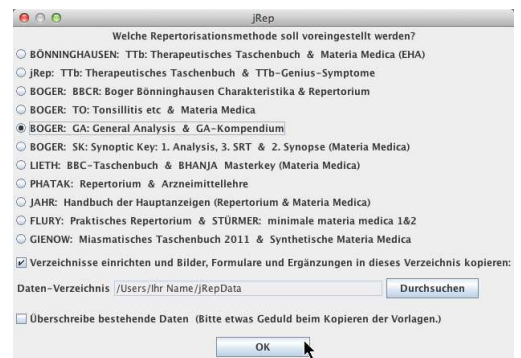 jRep
Welche Repertorisationsmethode soll voreingestellt werden?
BÖNNINGHAUSEN: TTb: Therapeutisches Taschenbuch & Materia Medica (EHA)
jRep: TTb: Therapeutisches Taschenbuch & TTb-Genius-Symptome
BOGER: BBCR: Boger Bönninghausen Charakteristika & Repertorium
BOGER: TO: Tonsillitis etc & Materia Medica
BOGER: GA: General Analysis & GA-Kompendium
BOGER: SK: Synoptic Key: 1. Analysis, 3. SRT & 2. Synopse (Materia Medica)
LIETH: BBC-Taschenbuch & BHANJA Masterkey (Materia Medica)
PHATAK: Repertorium & Arzneimittellehre
JAHR: Handbuch der Hauptanzeigen (Repertorium & Materia Medica)
FLURY: Praktisches Repertorium & STÜRMER: minimale materia medica 1&2
GIENOW: Miasmatisches Taschenbuch 2011 & Synthetische Materia Medica
Verzeichnisse einrichten und Bilder, Formulare und Ergänzungen in dieses Verzeichnis kopieren:
Daten-Verzeichnis /Users/Ihr Name/jRepData Durchsuchen
Überschreibe bestehende Daten (Bitte etwas Geduld beim Kopieren der Vorlagen.)
OK